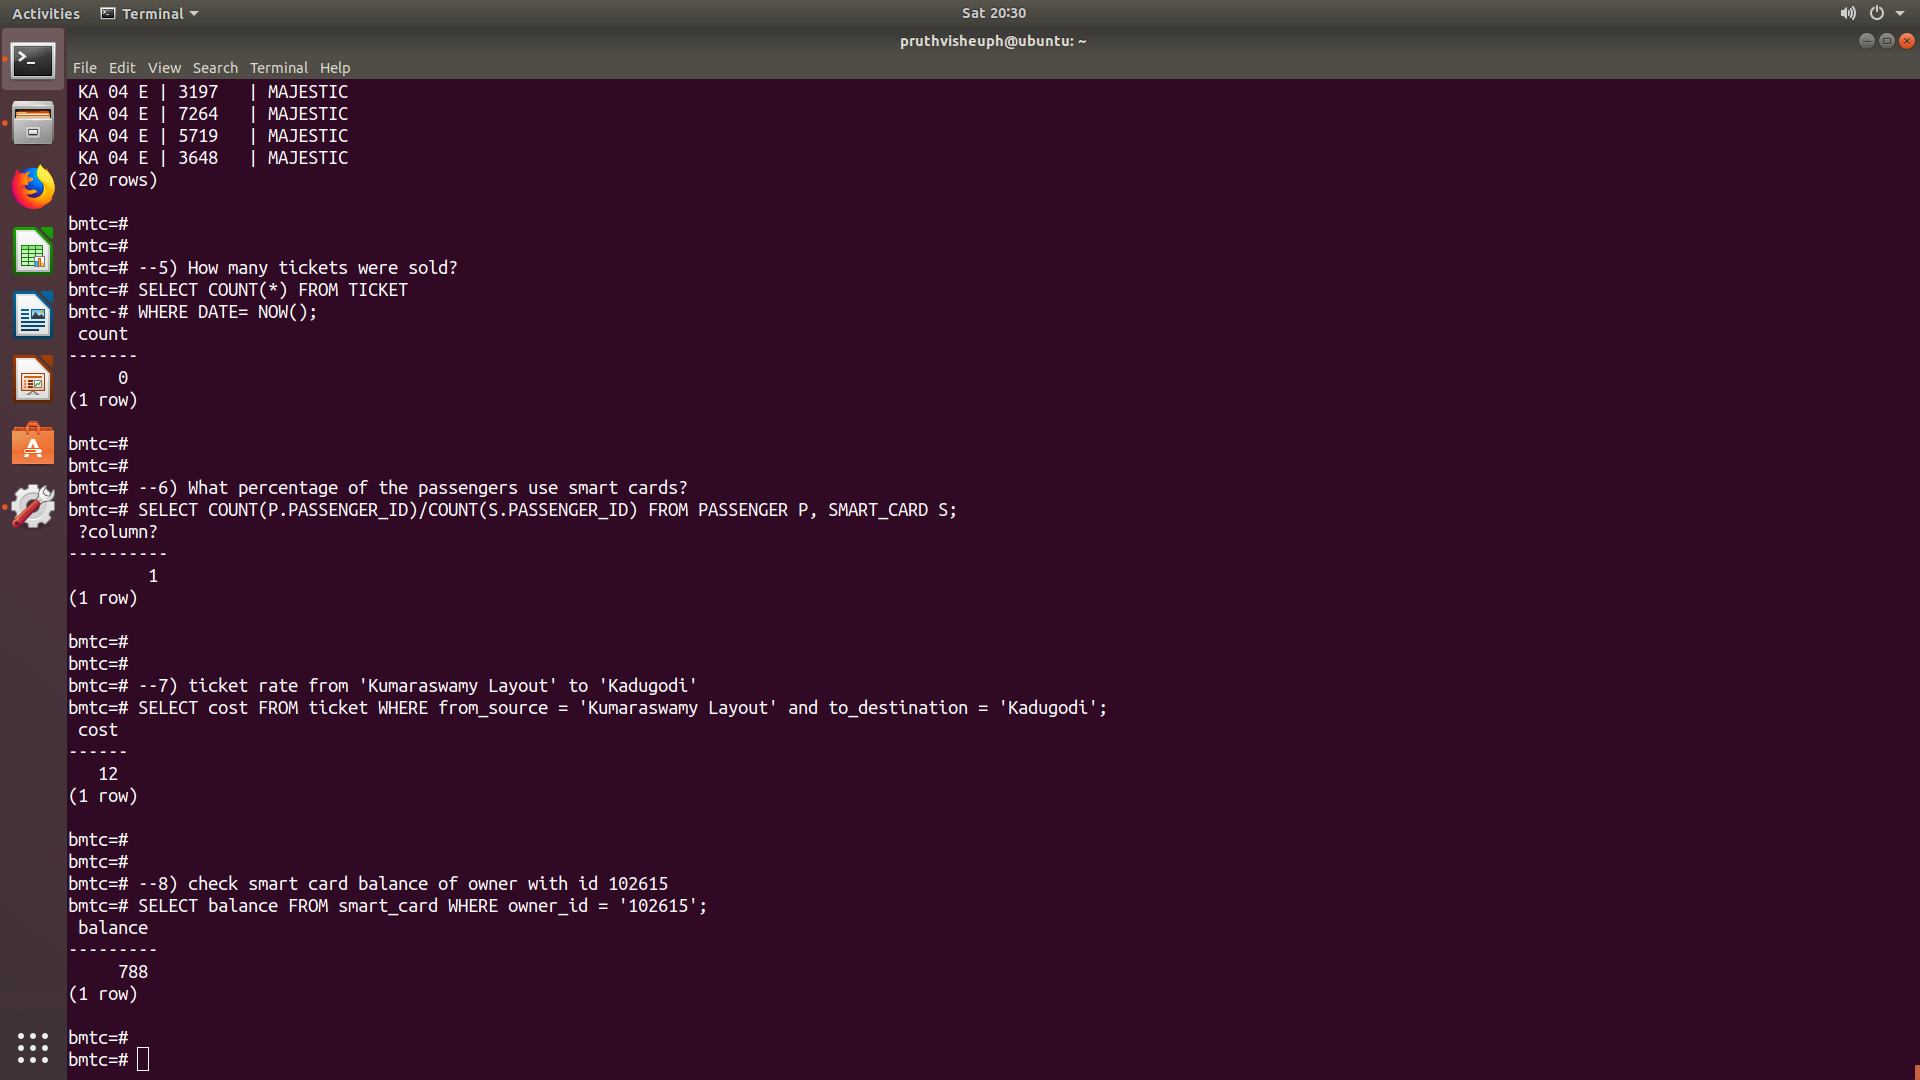 Activities Terminal Sat 20:30
pruthvisheuph@ubuntu: ~
File Edit View Search Terminal Help
KA 04 E | 3197 | MAJESTIC
KA 04 E | 7264 | MAJESTIC
KA 04 E | 5719 | MAJESTIC
KA 04 E | 3648 | MAJESTIC
(20 rows)
bmtc=#
bmtc=#
bmtc=# --5) How many tickets were sold?
bmtc=# SELECT COUNT(*) FROM TICKET
bmtc-# WHERE DATE= NOW();
count
-------
0
(1 row)
bmtc=#
bmtc=#
bmtc=# --6) What percentage of the passengers use smart cards?
bmtc=# SELECT COUNT(P.PASSENGER_ID)/COUNT(S.PASSENGER_ID) FROM PASSENGER P, SMART_CARD S;
?column?
----------
1
(1 row)
bmtc=#
bmtc=#
bmtc=# --7) ticket rate from 'Kumaraswamy Layout' to 'Kadugodi'
bmtc=# SELECT cost FROM ticket WHERE from_source = 'Kumaraswamy Layout' and to_destination = 'Kadugodi';
cost
------
12
(1 row)
bmtc=#
bmtc=#
bmtc=# --8) check smart card balance of owner with id 102615
bmtc=# SELECT balance FROM smart_card WHERE owner_id = '102615';
balance
---------
788
(1 row)
bmtc=#
bmtc=#